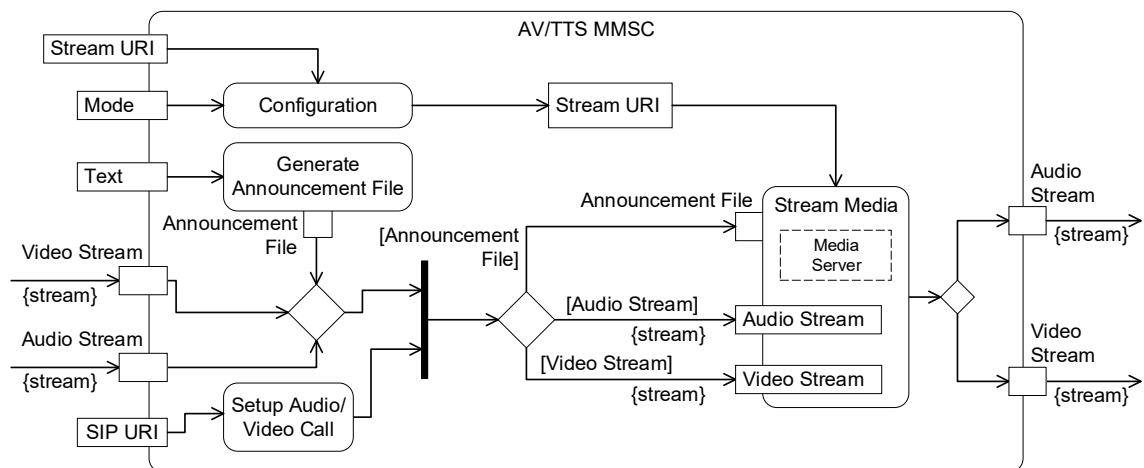 AV/TTS MMSC
Stream URI
Mode
Configuration
Stream URI
Text
Generate
Announcement File
Announcement
File
Video Stream
{stream}
Audio Stream
{stream}
SIP URI
Setup Audio/
Video Call
[Announcement
File]
Announcement File
[Audio Stream]
{stream}
[Video Stream]
{stream}
Stream Media
Media
Server
Audio Stream
Video Stream
Audio
Stream
{stream}
Video
Stream
{stream}